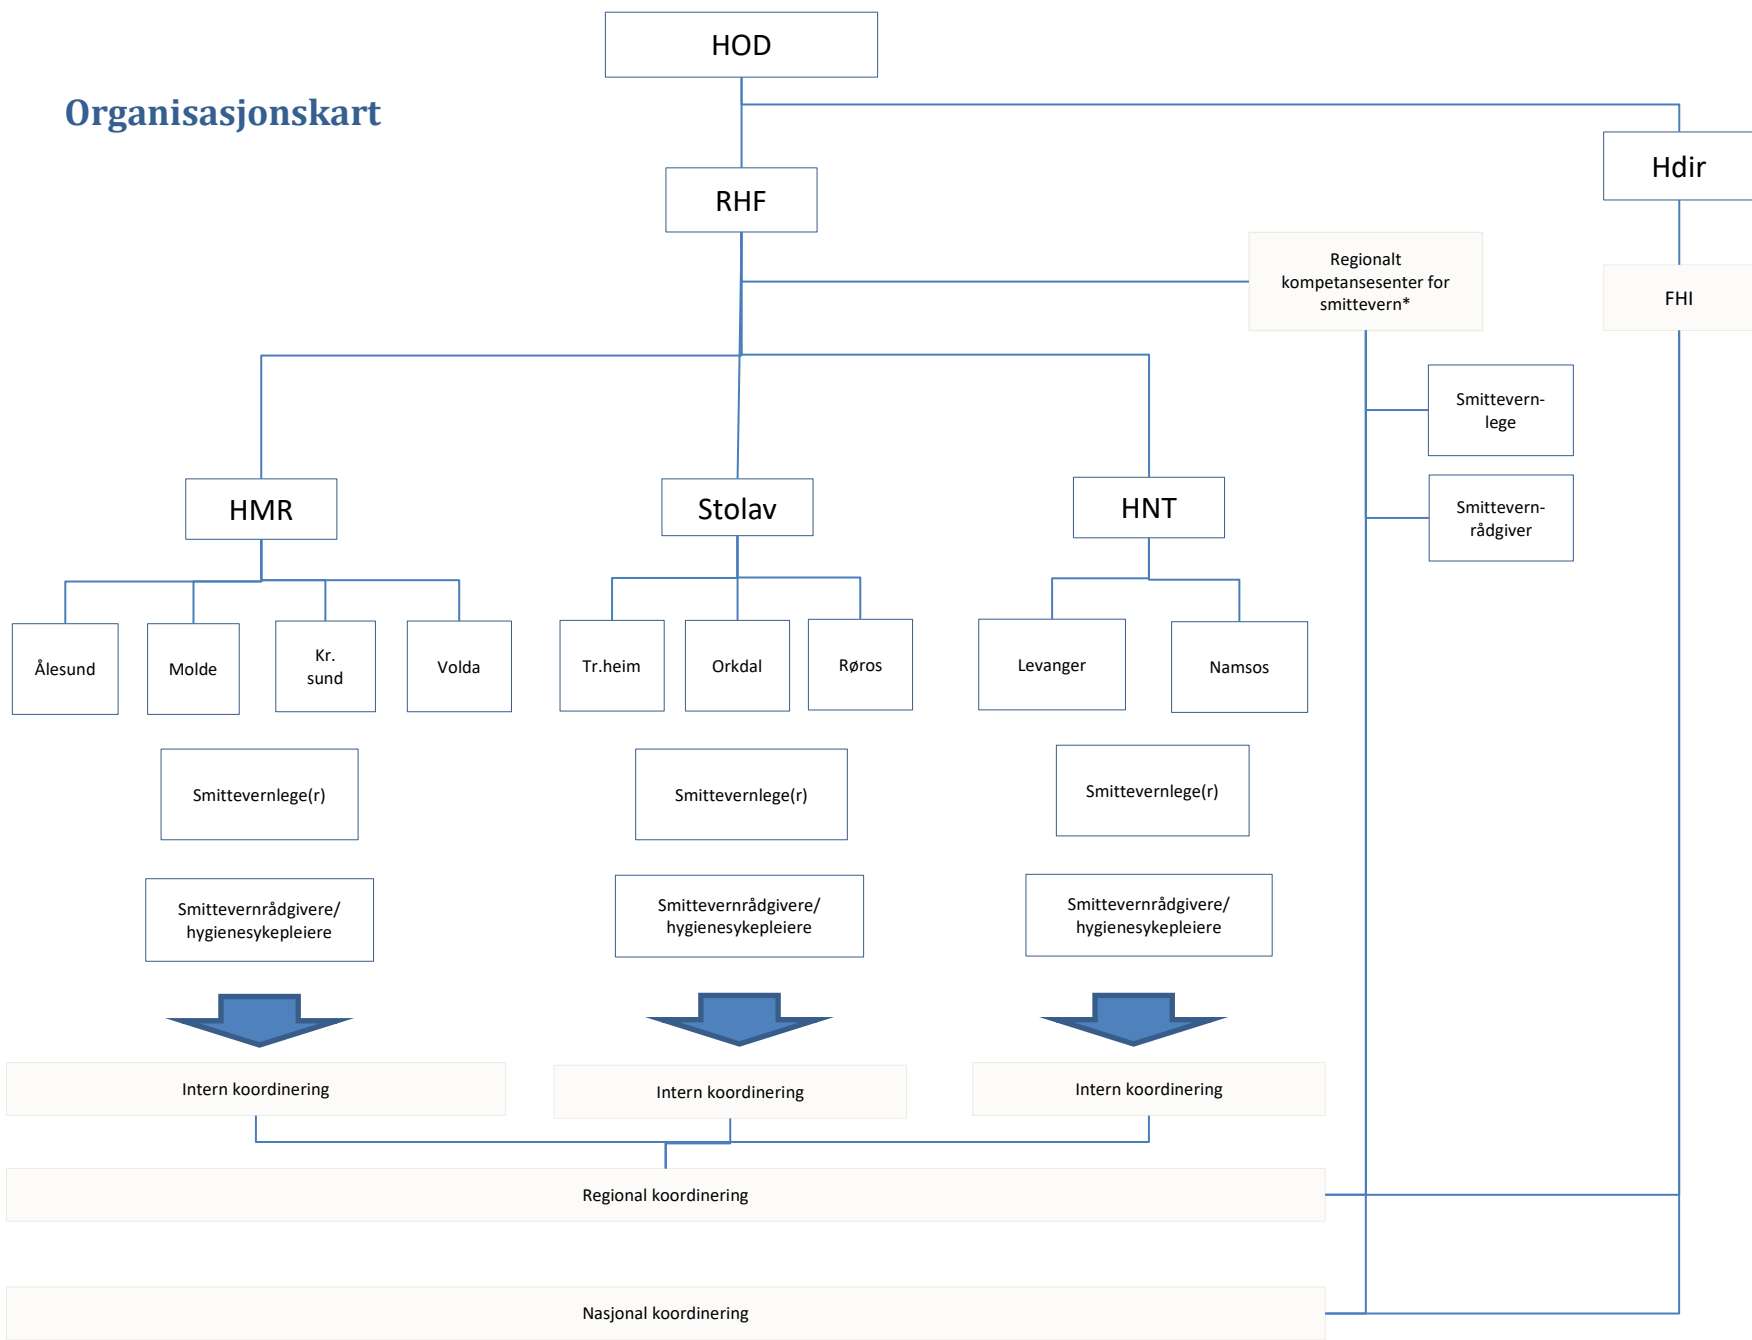 HOD
Organisasjonskart
Hdir
RHF
Regionalt
kompetansesenter for
smittevern*
FHI
Smittevern-
lege
Smittevern-
rådgiver
HMR
Stolav
HNT
Ålesund
Molde
Kr.
sund
Volda
Tr.heim
Orkdal
Røros
Levanger
Namsos
Smittevernlege(r)
Smittevernlege(r)
Smittevernlege(r)
Smittevernrådgivere/
hygienesykepleiere
Smittevernrådgivere/
hygienesykepleiere
Smittevernrådgivere/
hygienesykepleiere
Intern koordinering
Intern koordinering
Intern koordinering
Regional koordinering
Nasjonal koordinering